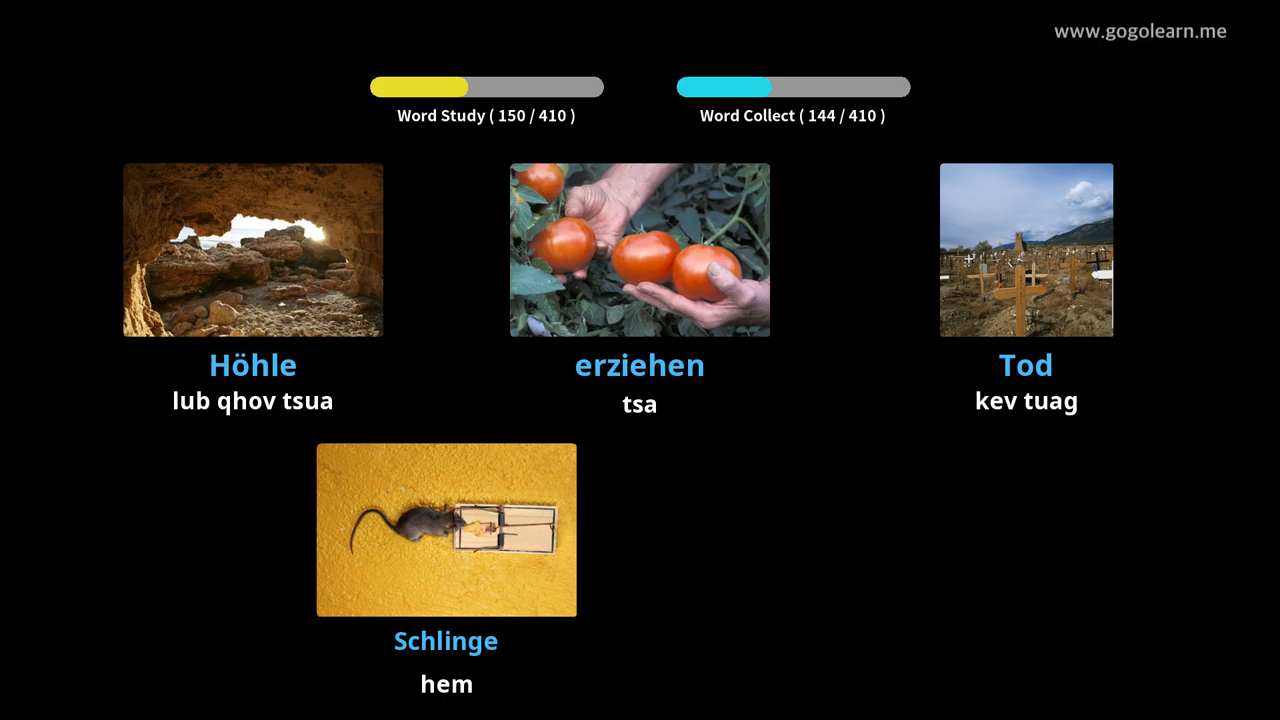 www.gogolearn.me
Word Study ( 150 / 410 )
Word Collect ( 144 / 410 )
Höhle
lub qhov tsua
erziehen
tsa
Tod
kev tuag
Schlinge
hem